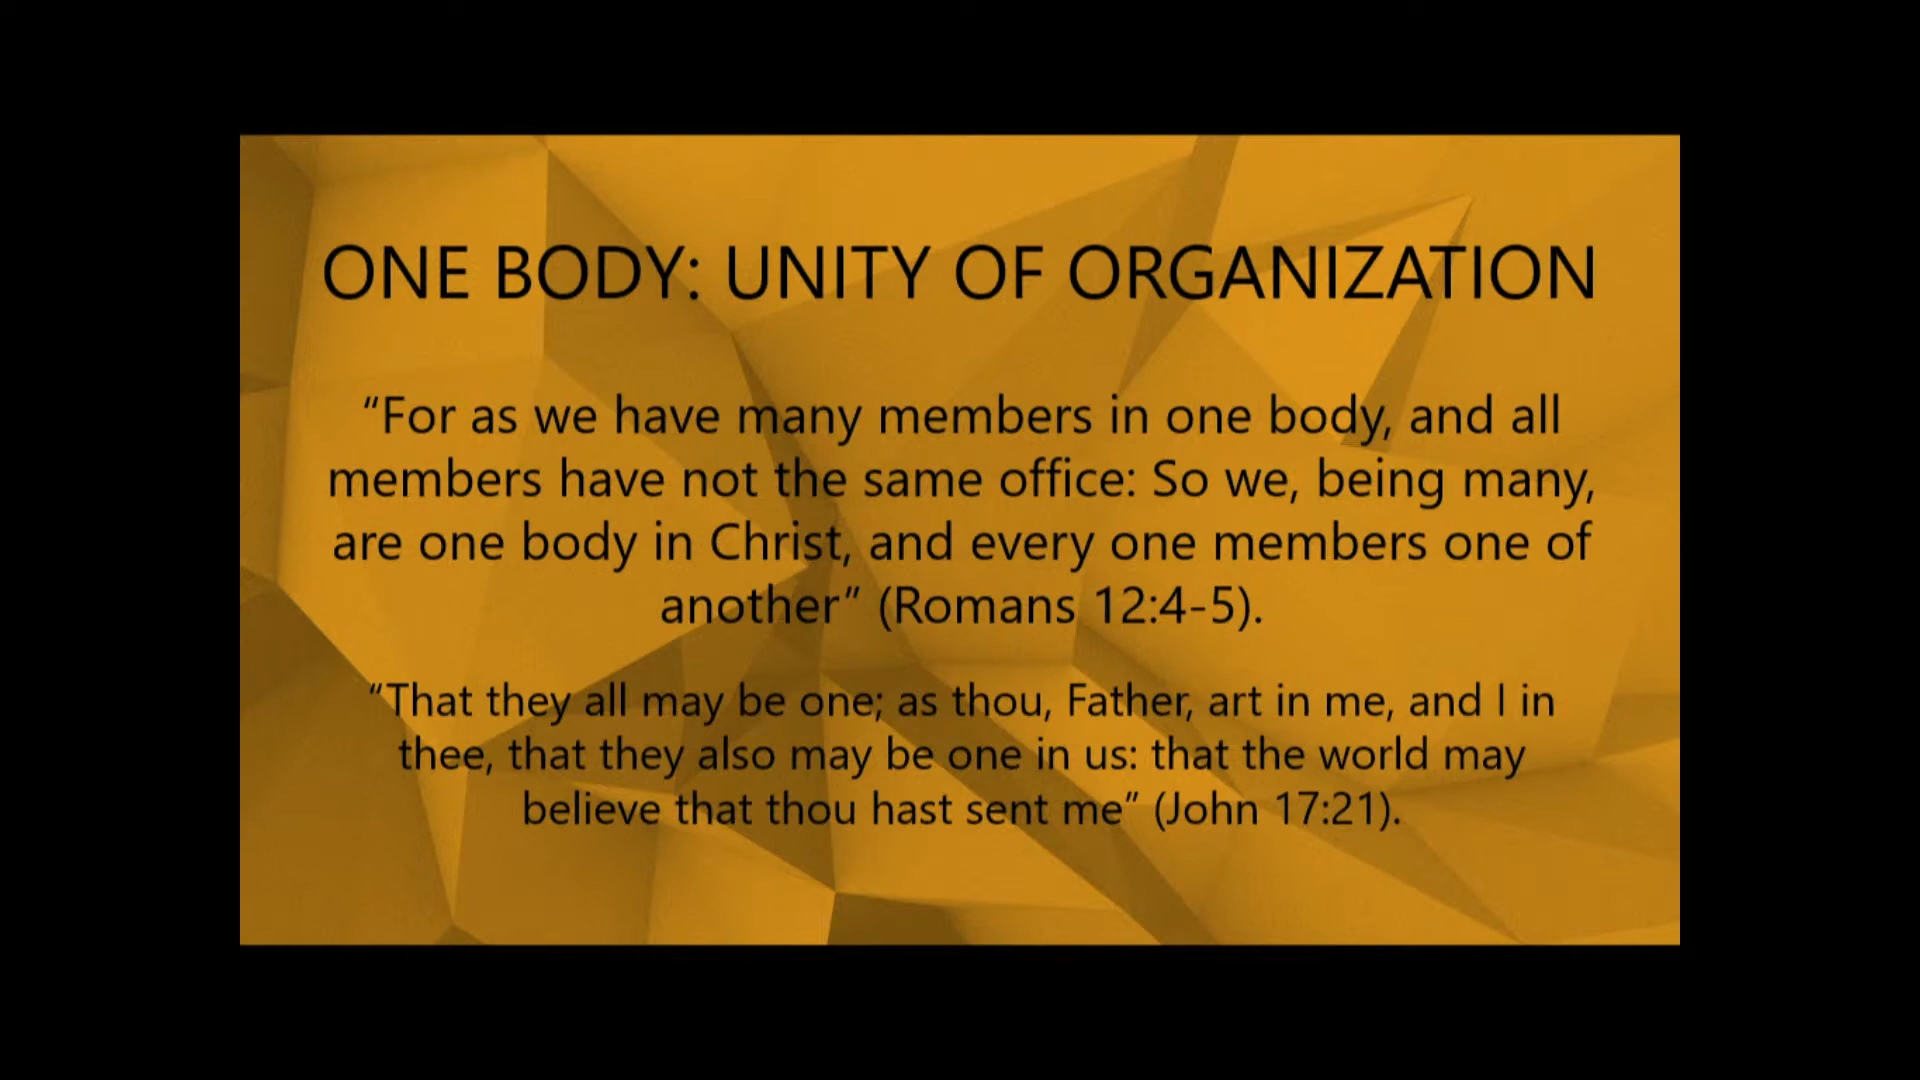 ONE BODY: UNITY OF ORGANIZATION
“For as we have many members in one body, and all
members have not the same office: So we, being many,
are one body in Christ, and every one members one of
another” (Romans 12:4-5).
“That they all may be one; as thou, Father, art in me, and I in
thee, that they also may be one in us: that the world may
believe that thou hast sent me” (John 17:21).